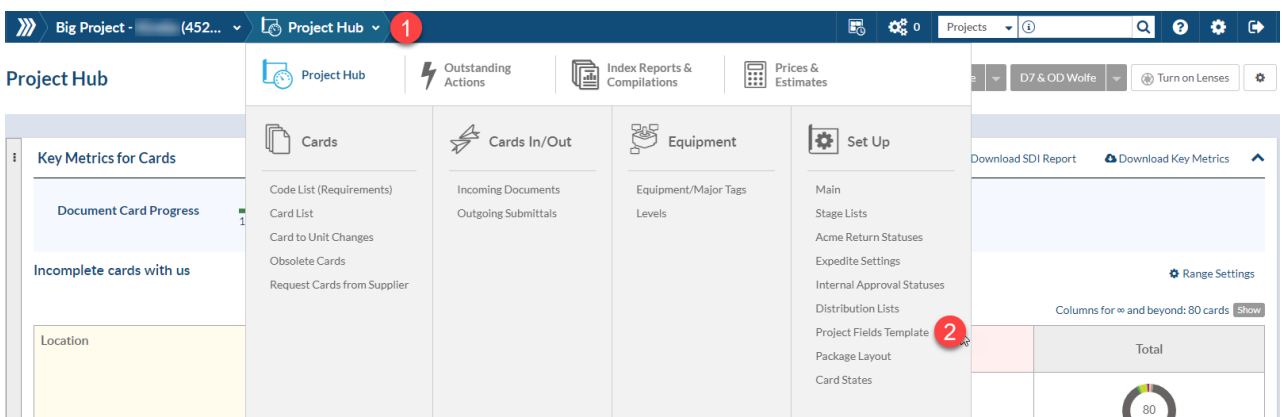 Big Project - (452...
Project Hub
1
0
Projects
Project Hub
Project Hub
Outstanding
Actions
Index Reports &
Compilations
Prices &
Estimates
D7 & OD Wolfe
Turn on Lenses
Cards
Cards In/Out
Equipment
Set Up
Key Metrics for Cards
Download SDI Report
Download Key Metrics
Code List (Requirements)
Incoming Documents
Equipment/Major Tags
Main
Document Card Progress
1
Card List
Outgoing Submittals
Levels
Stage Lists
Card to Unit Changes
Acme Return Statuses
Obsolete Cards
Expedite Settings
Incomplete cards with us
Range Settings
Request Cards from Supplier
Internal Approval Statuses
Distribution Lists
Columns for ∞ and beyond: 80 cards Show
Project Fields Template
2
Location
Total
Package Layout
Card States
80